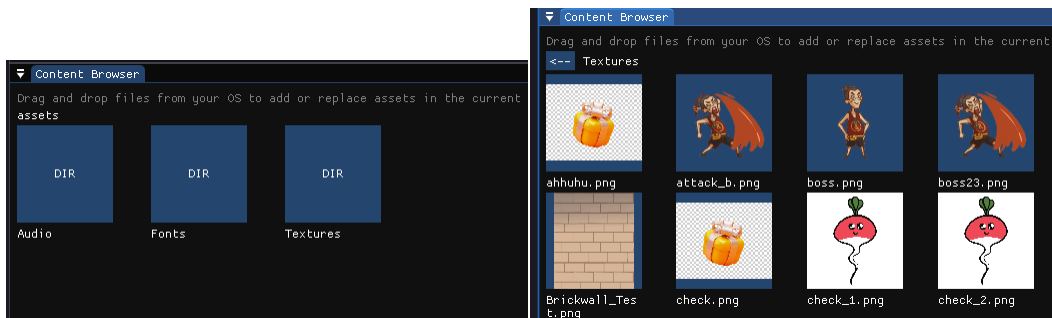 Content Browser
Drag and drop files from your OS to add or replace assets in the current
assets
DIR DIR DIR
Audio Fonts Textures
Content Browser
Drag and drop files from your OS to add or replace assets in the current
<-- Textures
ahhuhu.png attack_b.png boss.png boss23.png
Brickwall_Tes check.png check_1.png check_2.png
t.png